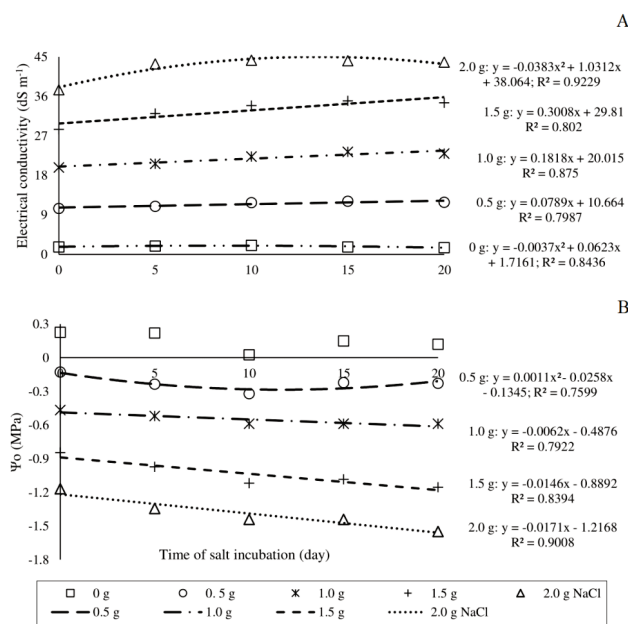 A
Electrical conductivity (dS m⁻¹)
45
36
27
18
9
0
0
5
10
15
20
2.0 g: y = -0.0383x² + 1.0312x
+ 38.064; R² = 0.9229
1.5 g: y = 0.3008x + 29.81
R² = 0.802
1.0 g: y = 0.1818x + 20.015
R² = 0.875
0.5 g: y = 0.0789x + 10.664
R² = 0.7987
0 g: y = -0.0037x² + 0.0623x
+ 1.7161; R² = 0.8436
B
Ψo (MPa)
0.3
0
-0.3
-0.6
-0.9
-1.2
-1.5
-1.8
0
5
10
15
20
0.5 g: y = 0.0011x² - 0.0258x
- 0.1345; R² = 0.7599
1.0 g: y = -0.0062x - 0.4876
R² = 0.7922
1.5 g: y = -0.0146x - 0.8892
R² = 0.8394
2.0 g: y = -0.0171x - 1.2168
R² = 0.9008
Time of salt incubation (day)
0 g 0. 5 g 1.0 g 1.5 g 2.0 g NaCl
0.5 g 1.0 g 1.5 g 2.0 g NaCl